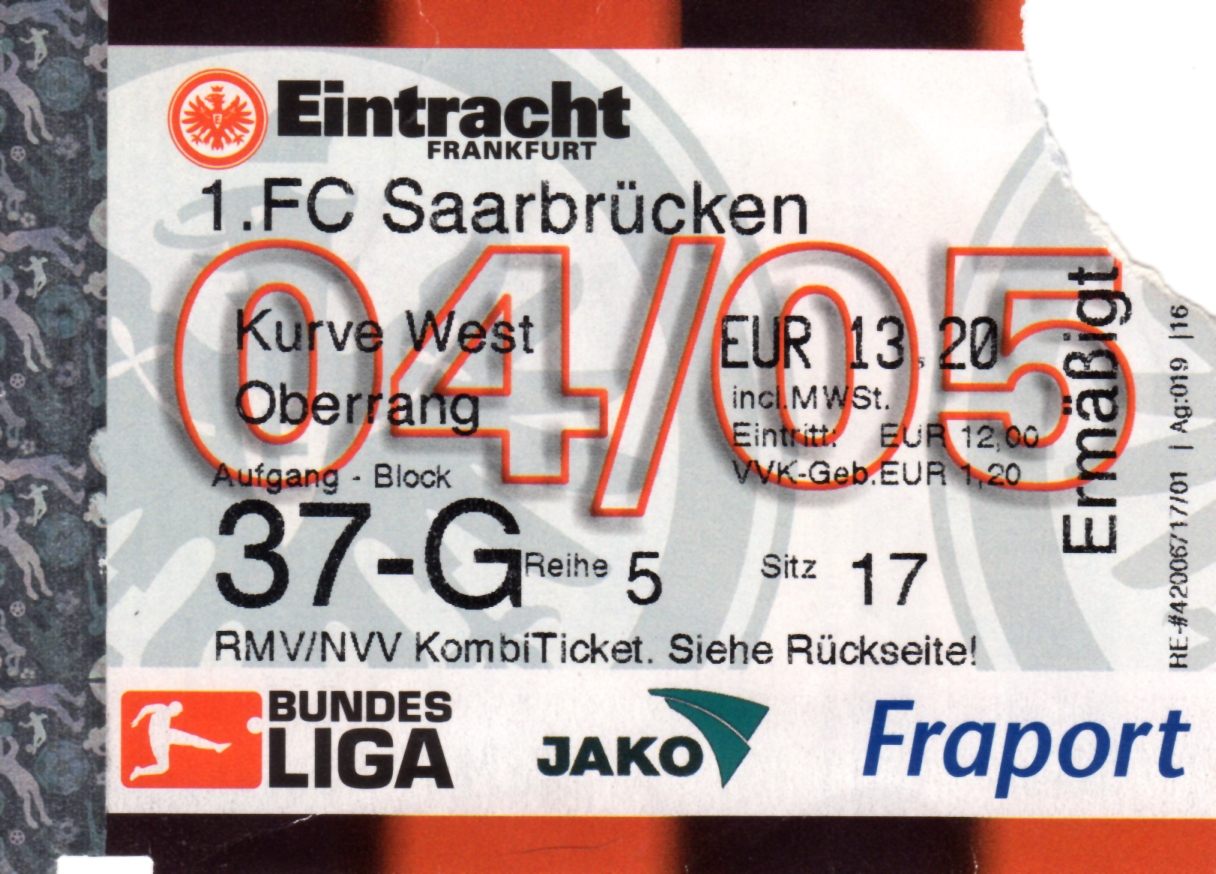 Eintracht
FRANKFURT
1.FC Saarbrücken
04/05
Kurve West
Oberrang
EUR 13,20
incl.MWSt.
Eintritt: EUR 12,00
VVK-Geb.EUR 1,20
Aufgang - Block
37-G Reihe 5 Sitz 17
RMV/NVV KombiTicket. Siehe Rückseite!
Ermäßigt
RE-#42006717/01 | Ag:019 |16
BUNDES
LIGA
JAKO
Fraport